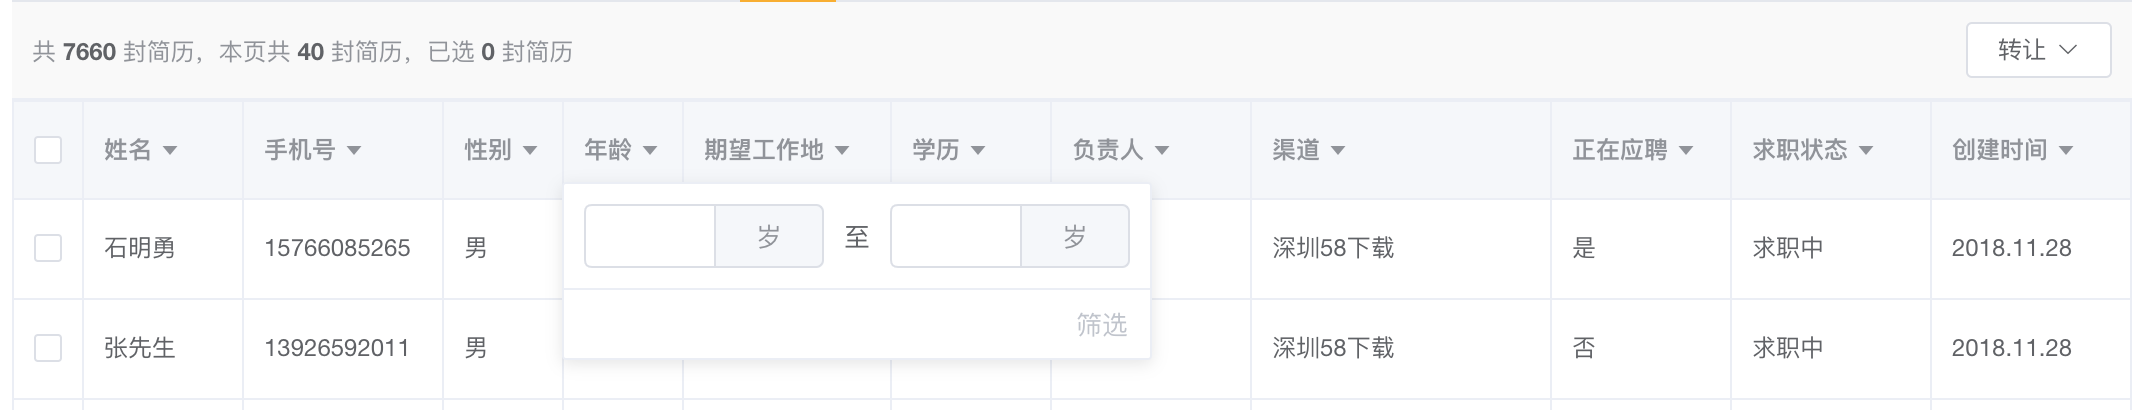 共 7660 封简历，本页共 40 封简历，已选 0 封简历
转让
姓名 手机号 性别 年龄 期望工作地 学历 负责人 渠道 正在应聘 求职状态 创建时间
岁 至 岁
石明勇 15766085265 男 深圳58下载 是 求职中 2018.11.28
筛选
张先生 13926592011 男 深圳58下载 否 求职中 2018.11.28